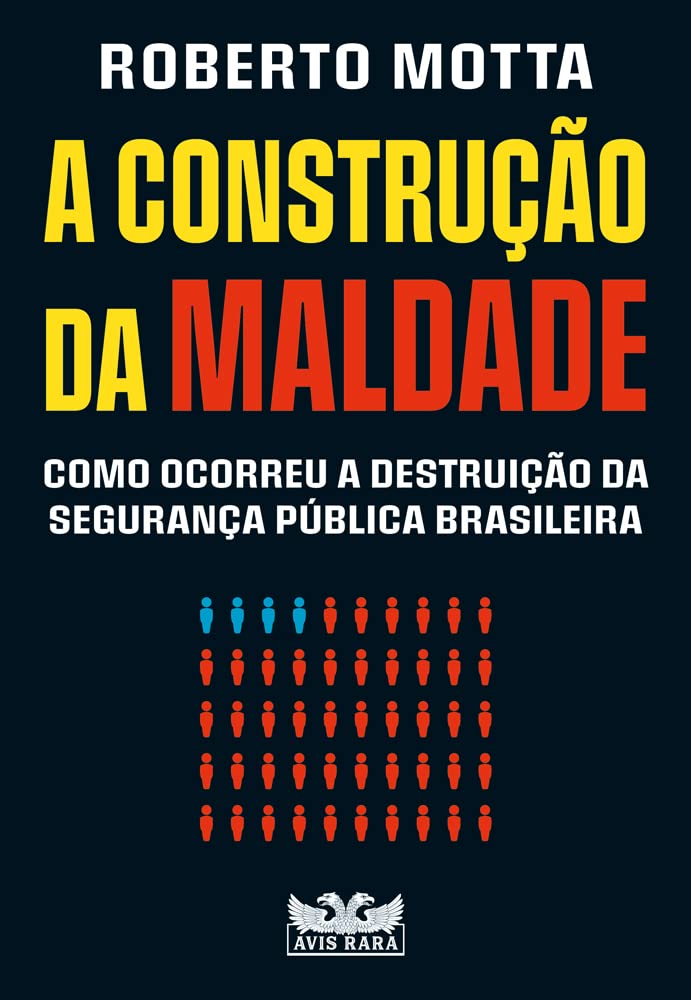 ROBERTO MOTTA
A CONSTRUÇÃO
DA MALDADE
COMO OCORREU A DESTRUIÇÃO DA
SEGURANÇA PÚBLICA BRASILEIRA
AVIS RARA